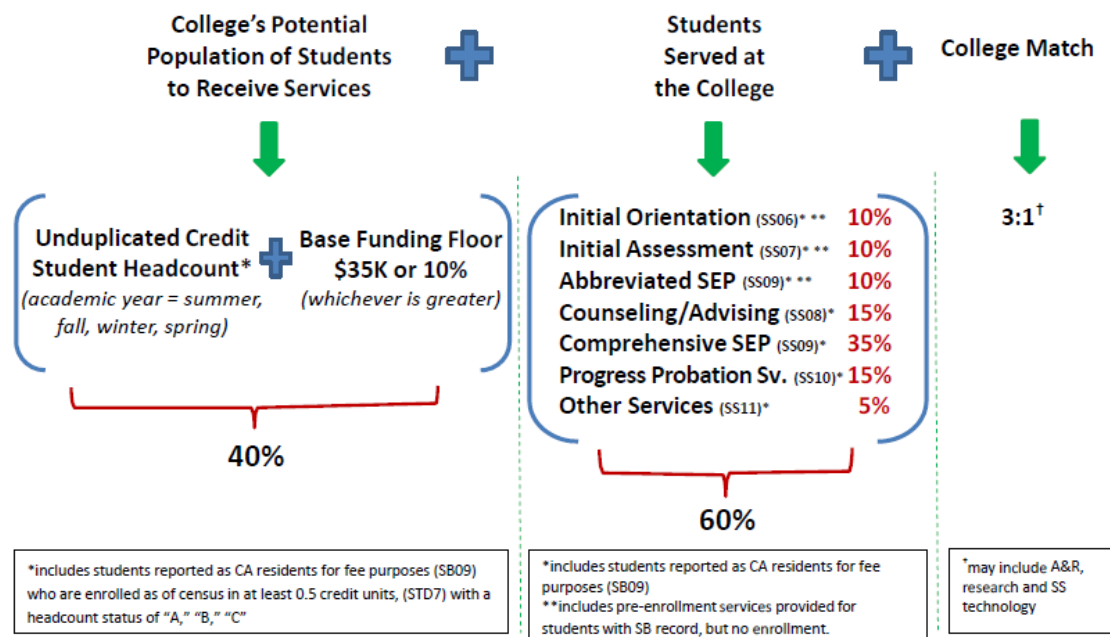 College's Potential
Population of Students
to Receive Services
Students
Served at
the College
College Match
Unduplicated Credit
Student Headcount*
(academic year = summer,
fall, winter, spring)
Base Funding Floor
$35K or 10%
(whichever is greater)
40%
Initial Orientation (SS06)* ** 10%
Initial Assessment (SS07)* ** 10%
Abbreviated SEP (SS09)* ** 10%
Counseling/Advising (SS08)* 15%
Comprehensive SEP (SS09)* 35%
Progress Probation Sv. (SS10)* 15%
Other Services (SS11)* 5%
60%
3:1†
*includes students reported as CA residents for fee purposes (SB09)
who are enrolled as of census in at least 0.5 credit units, (STD7) with a
headcount status of "A," "B," "C"
*includes students reported as CA residents for fee
purposes (SB09)
**includes pre-enrollment services provided for
students with SB record, but no enrollment.
†may include A&R,
research and SS
technology